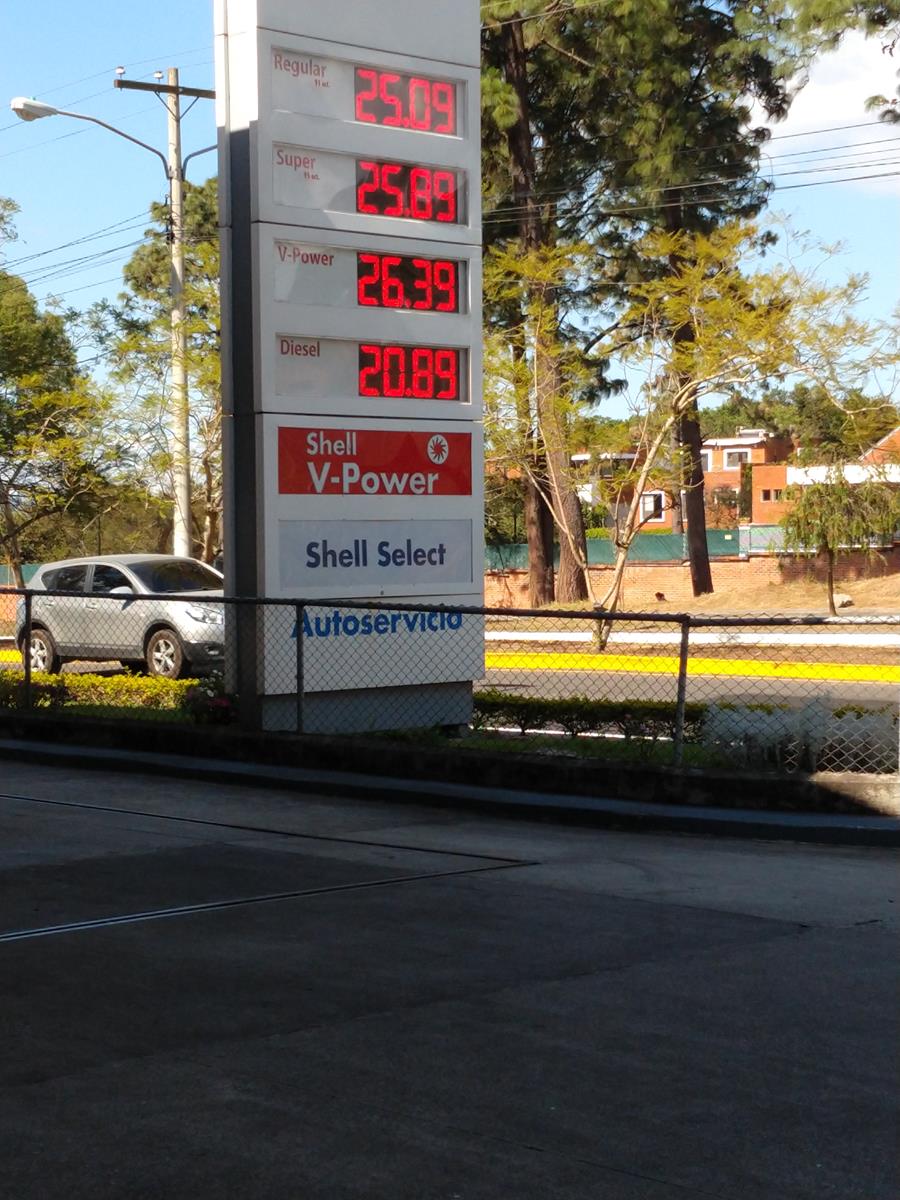 Regular
25.09
Super
25.89
V-Power
26.39
Diesel
20.89
Shell
V-Power
Shell Select
Autoservicio